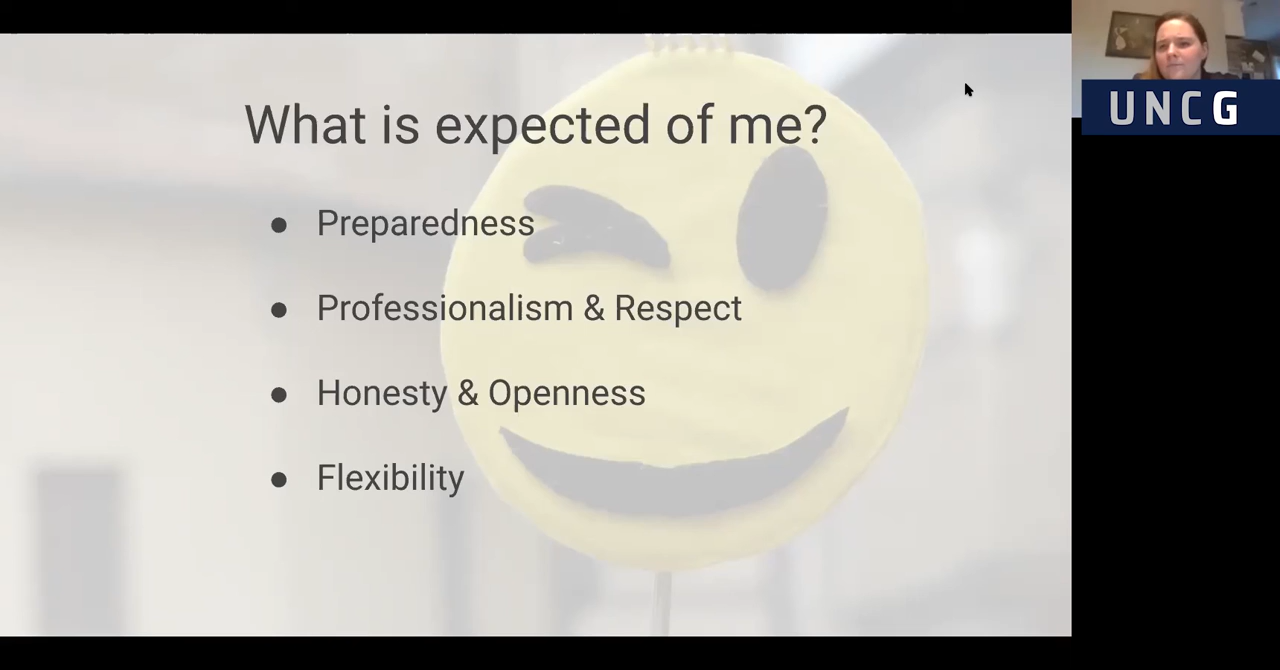 What is expected of me?
● Preparedness
● Professionalism & Respect
● Honesty & Openness
● Flexibility
UNCG